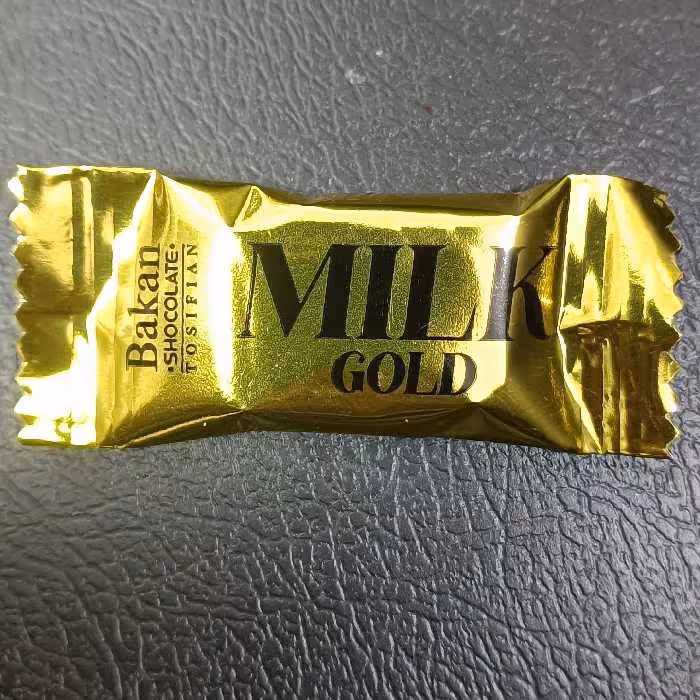 Bakan
•SHOCOLATE•
TOSIFIAN
MILK
GOLD